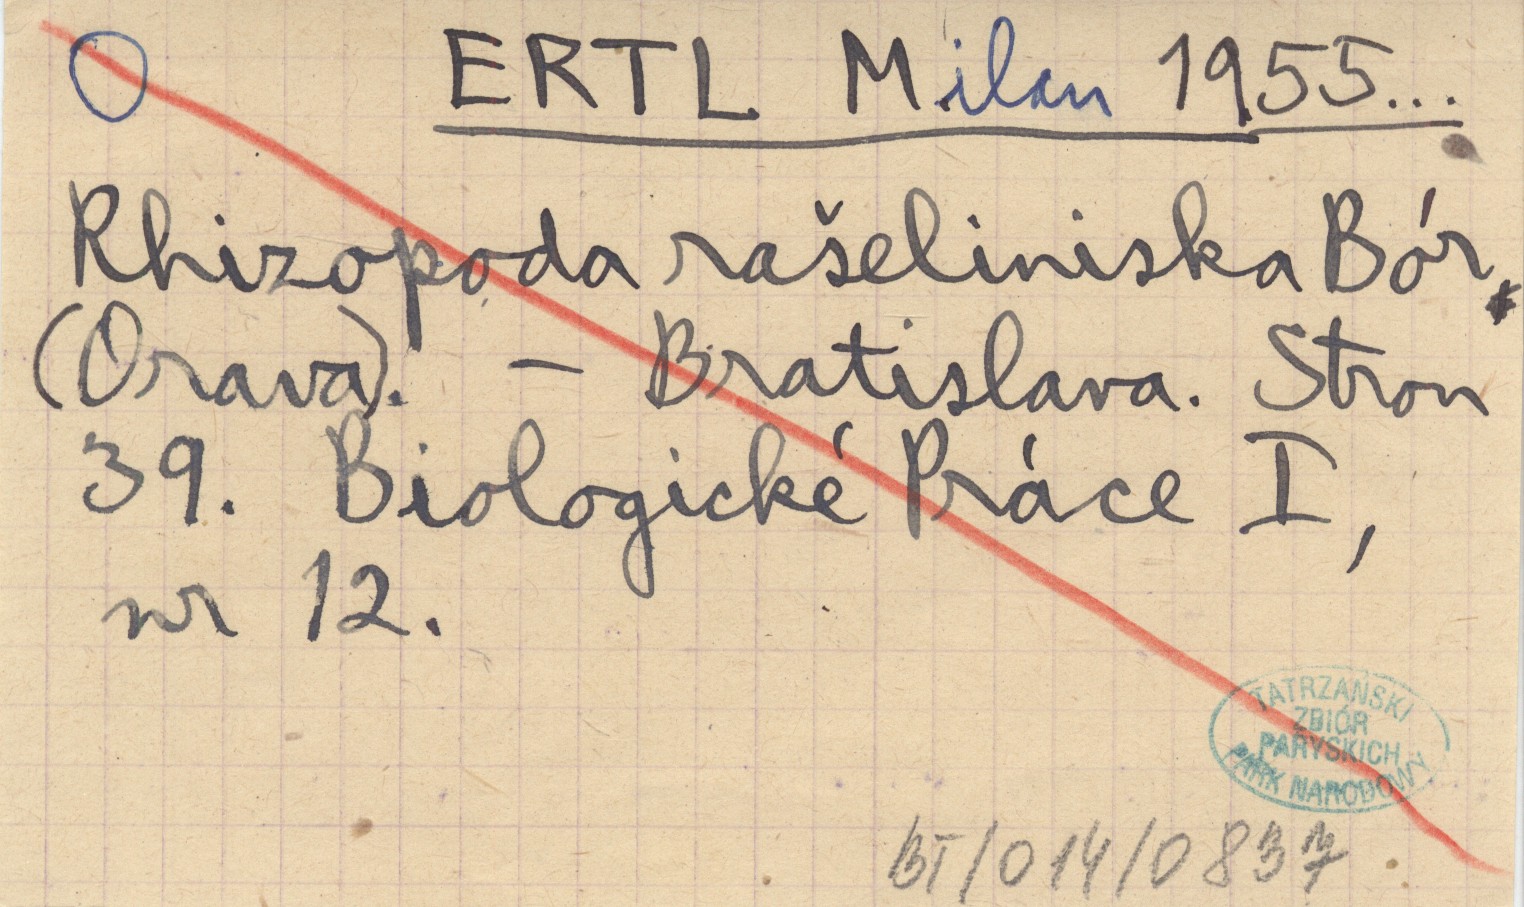 ERTL Milan 1955...
Rhizopoda rašeliniska Bór
(Orava). – Bratislava. Stron
39. Biologické Práce I,
nr 12.
TATRZAŃSKI
ZBIÓR
PARYSKICH
PARK NARODOWY
BT/014/0837